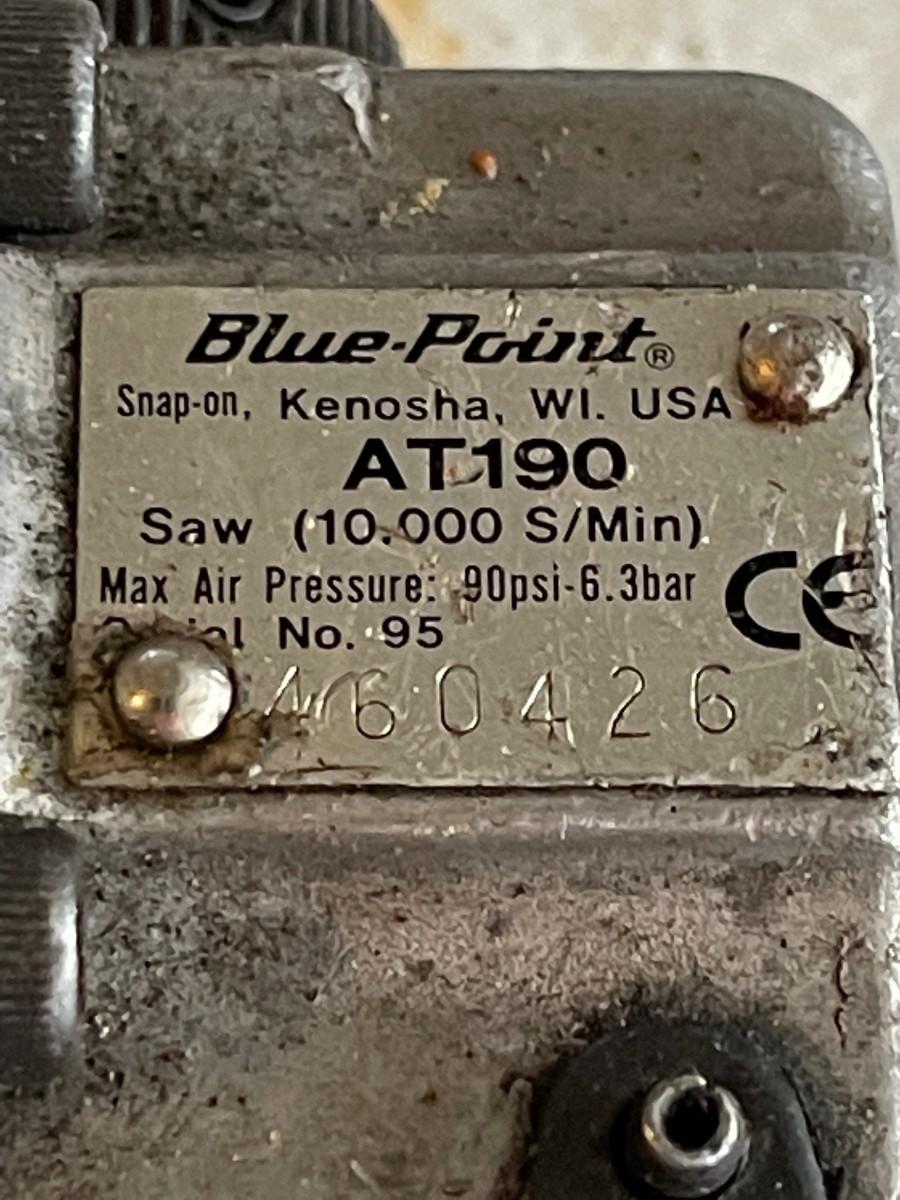 Blue-Point®
Snap-on, Kenosha, WI. USA
AT190
Saw (10.000 S/Min)
Max Air Pressure: 90psi-6.3bar
CE
No. 95
60426